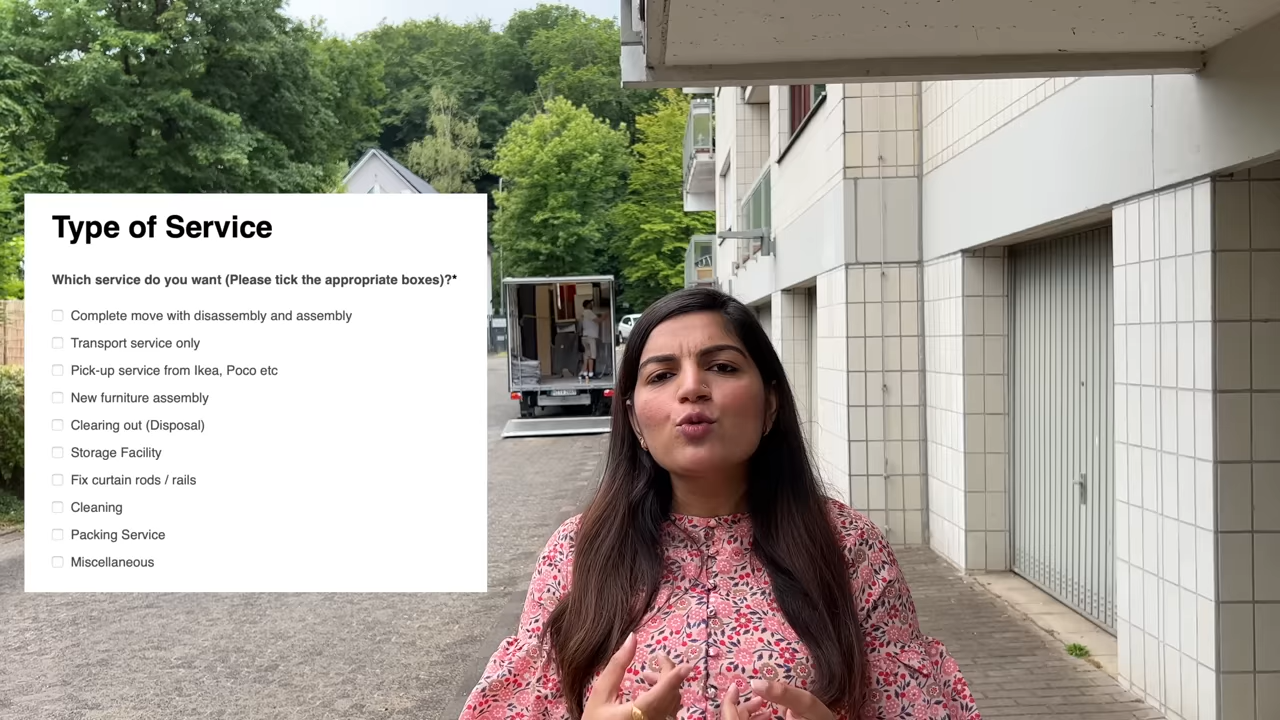 Type of Service
Which service do you want (Please tick the appropriate boxes)?*
Complete move with disassembly and assembly
Transport service only
Pick-up service from Ikea, Poco etc
New furniture assembly
Clearing out (Disposal)
Storage Facility
Fix curtain rods / rails
Cleaning
Packing Service
Miscellaneous